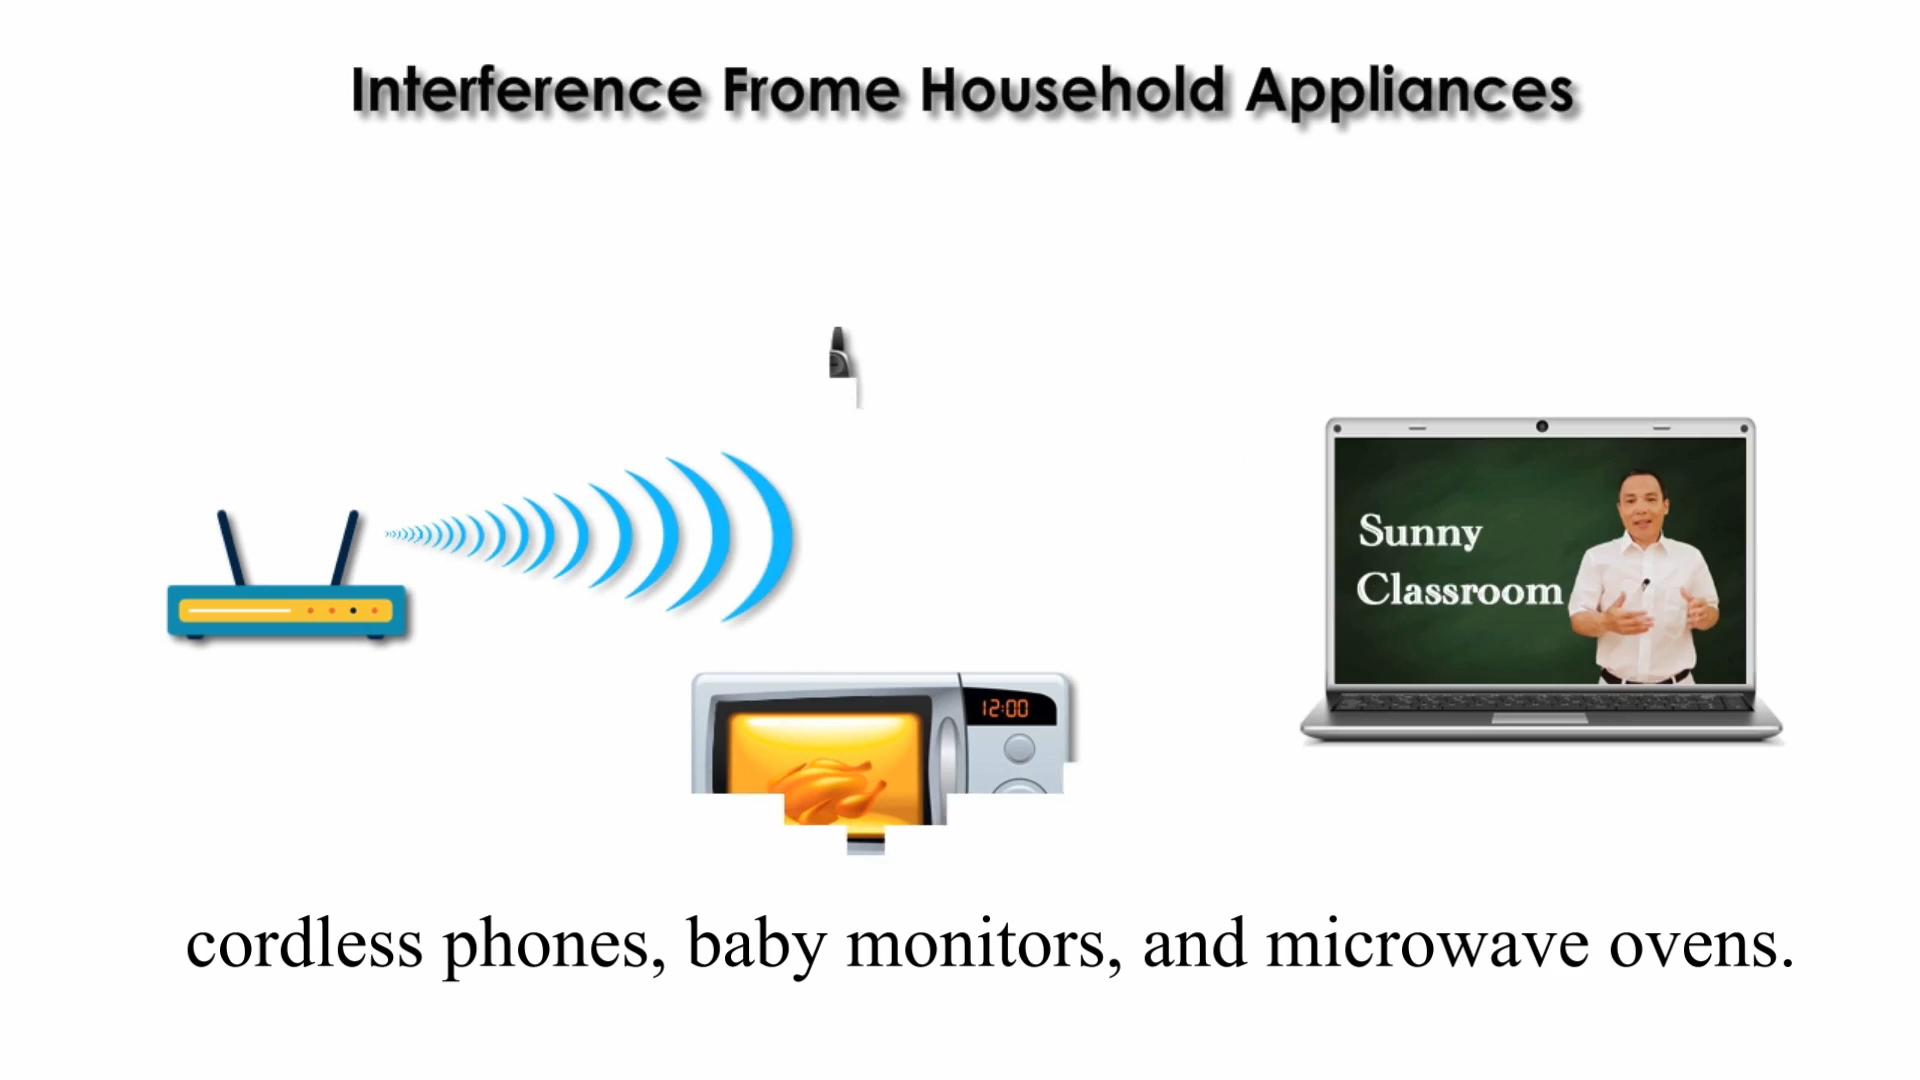 Interference Frome Household Appliances
Sunny
Classroom
12:00
cordless phones, baby monitors, and microwave ovens.